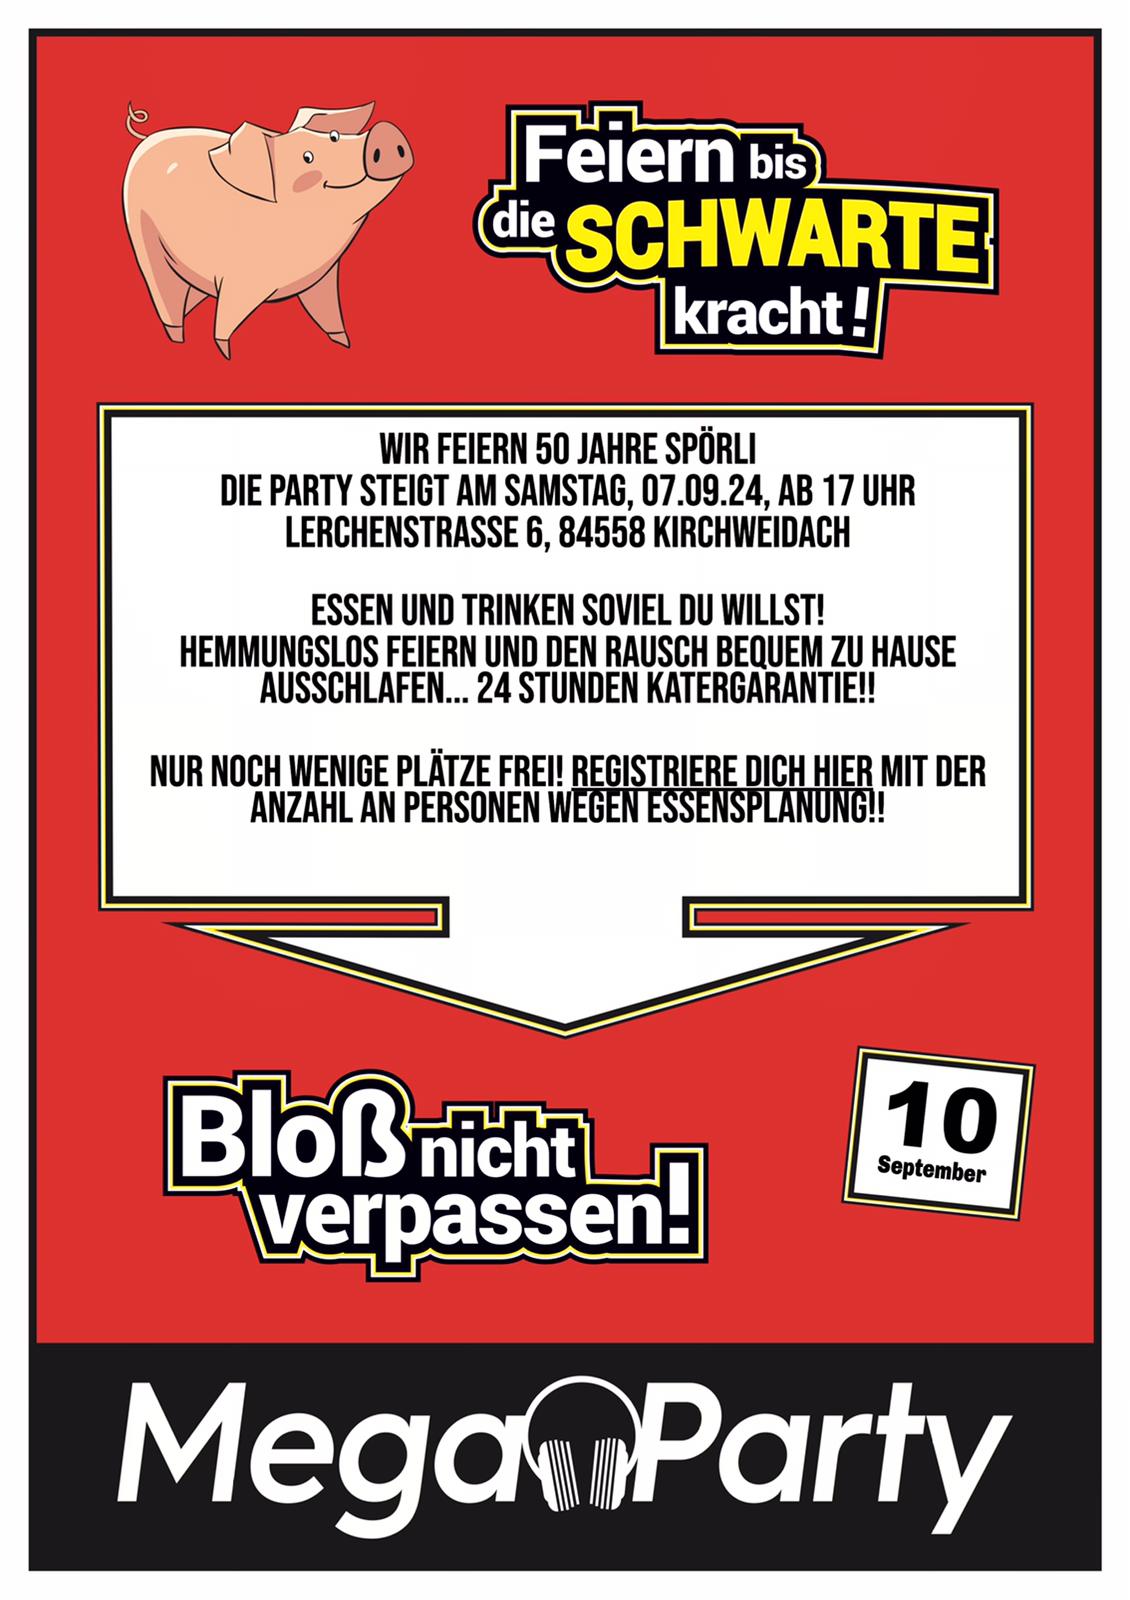 Feiern bis
die SCHWARTE
kracht!
WIR FEIERN 50 JAHRE SPÖRLI
DIE PARTY STEIGT AM SAMSTAG, 07.09.24, AB 17 UHR
LERCHENSTRASSE 6, 84558 KIRCHWEIDACH
ESSEN UND TRINKEN SOVIEL DU WILLST!
HEMMUNGSLOS FEIERN UND DEN RAUSCH BEQUEM ZU HAUSE
AUSSCHLAFEN... 24 STUNDEN KATERGARANTIE!!
NUR NOCH WENIGE PLÄTZE FREI! REGISTRIERE DICH HIER MIT DER
ANZAHL AN PERSONEN WEGEN ESSENSPLANUNG!!
Bloß nicht
verpassen!
10
September
Mega Party